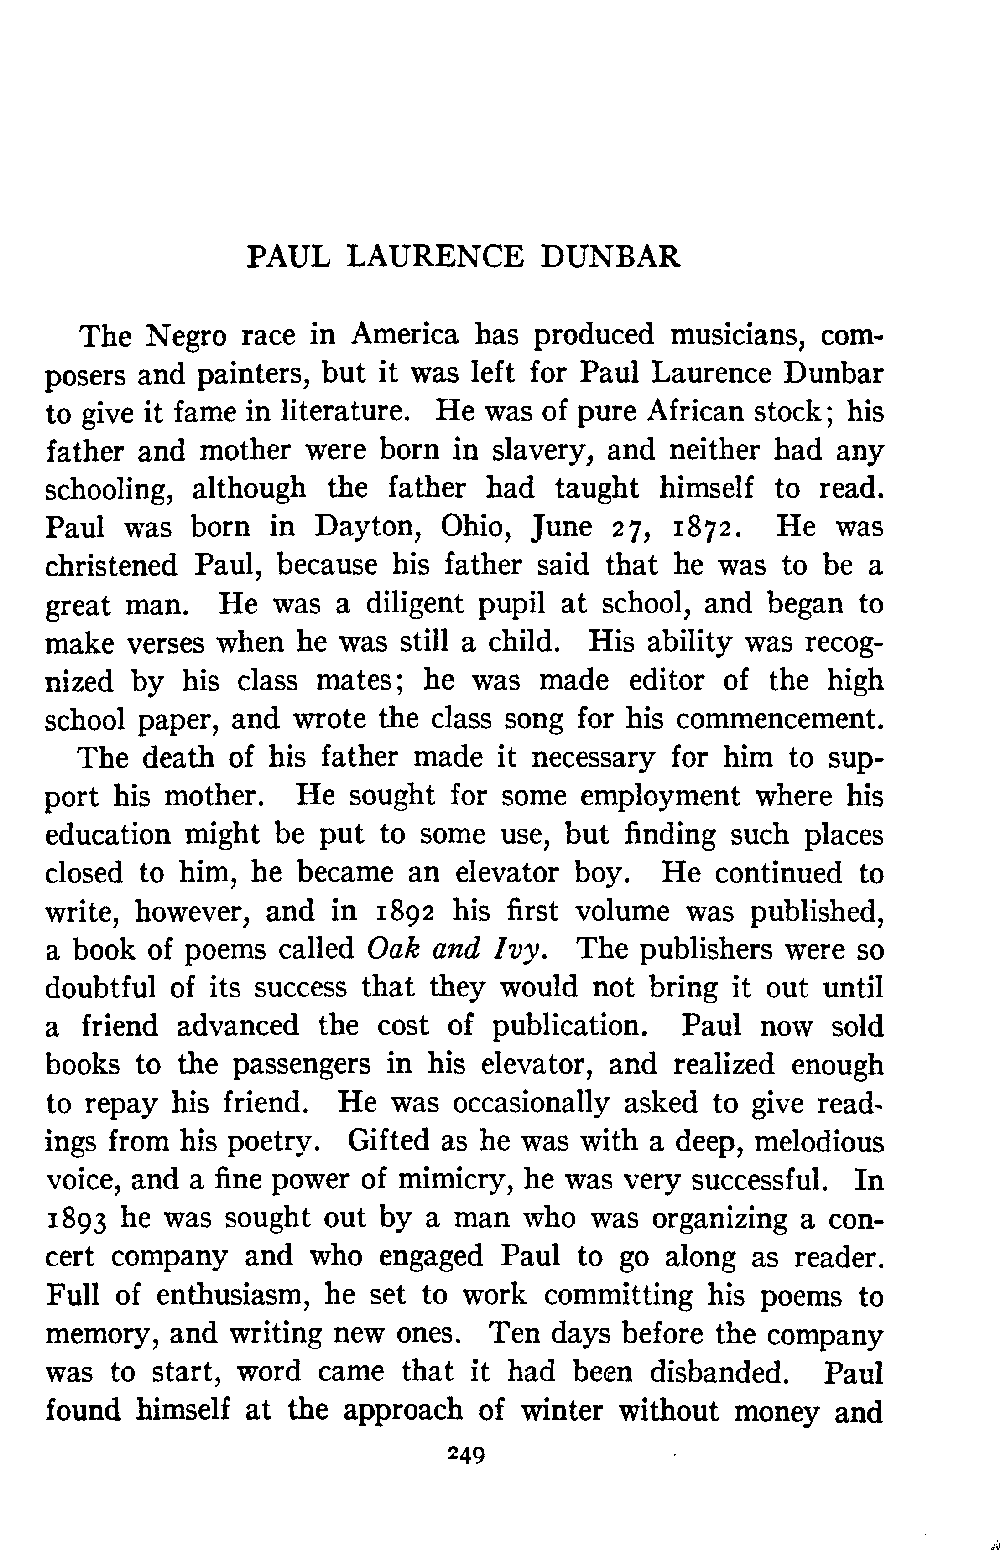 PAUL LAURENCE DUNBAR
The Negro race in America has produced musicians, com-
posers and painters, but it was left for Paul Laurence Dunbar
to give it fame in literature. He was of pure African stock; his
father and mother were born in slavery, and neither had any
schooling, although the father had taught himself to read.
Paul was born in Dayton, Ohio, June 27, 1872. He was
christened Paul, because his father said that he was to be a
great man. He was a diligent pupil at school, and began to
make verses when he was still a child. His ability was recog-
nized by his class mates; he was made editor of the high
school paper, and wrote the class song for his commencement.
The death of his father made it necessary for him to sup-
port his mother. He sought for some employment where his
education might be put to some use, but finding such places
closed to him, he became an elevator boy. He continued to
write, however, and in 1892 his first volume was published,
a book of poems called Oak and Ivy. The publishers were so
doubtful of its success that they would not bring it out until
a friend advanced the cost of publication. Paul now sold
books to the passengers in his elevator, and realized enough
to repay his friend. He was occasionally asked to give read-
ings from his poetry. Gifted as he was with a deep, melodious
voice, and a fine power of mimicry, he was very successful. In
1893 he was sought out by a man who was organizing a con-
cert company and who engaged Paul to go along as reader.
Full of enthusiasm, he set to work committing his poems to
memory, and writing new ones. Ten days before the company
was to start, word came that it had been disbanded. Paul
found himself at the approach of winter without money and
249